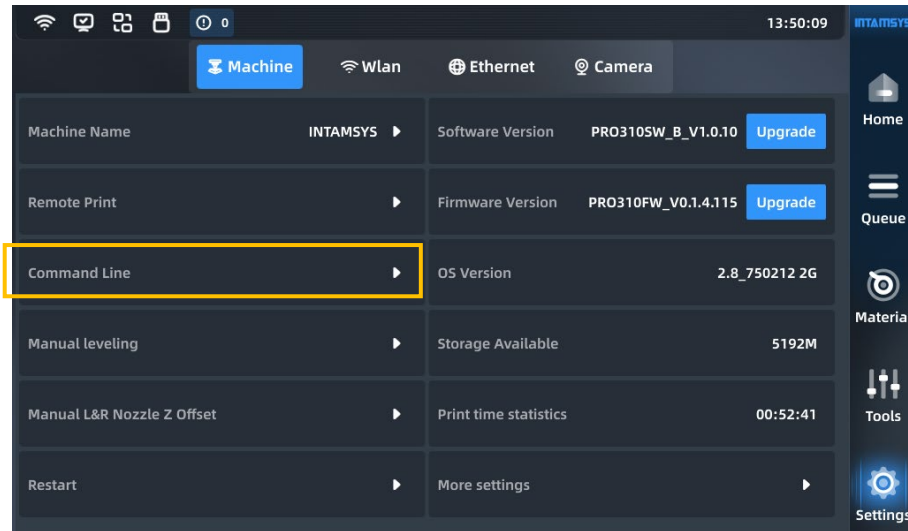 0 13:50:09 INTAMSYS
Machine Wlan Ethernet Camera
Home
Machine Name INTAMSYS Software Version PRO310SW_B_V1.0.10 Upgrade
Remote Print Firmware Version PRO310FW_V0.1.4.115 Upgrade
Queue
Command Line OS Version 2.8_750212 2G
Materia
Manual leveling Storage Available 5192M
Manual L&R Nozzle Z Offset Print time statistics 00:52:41
Tools
Restart More settings
Settings